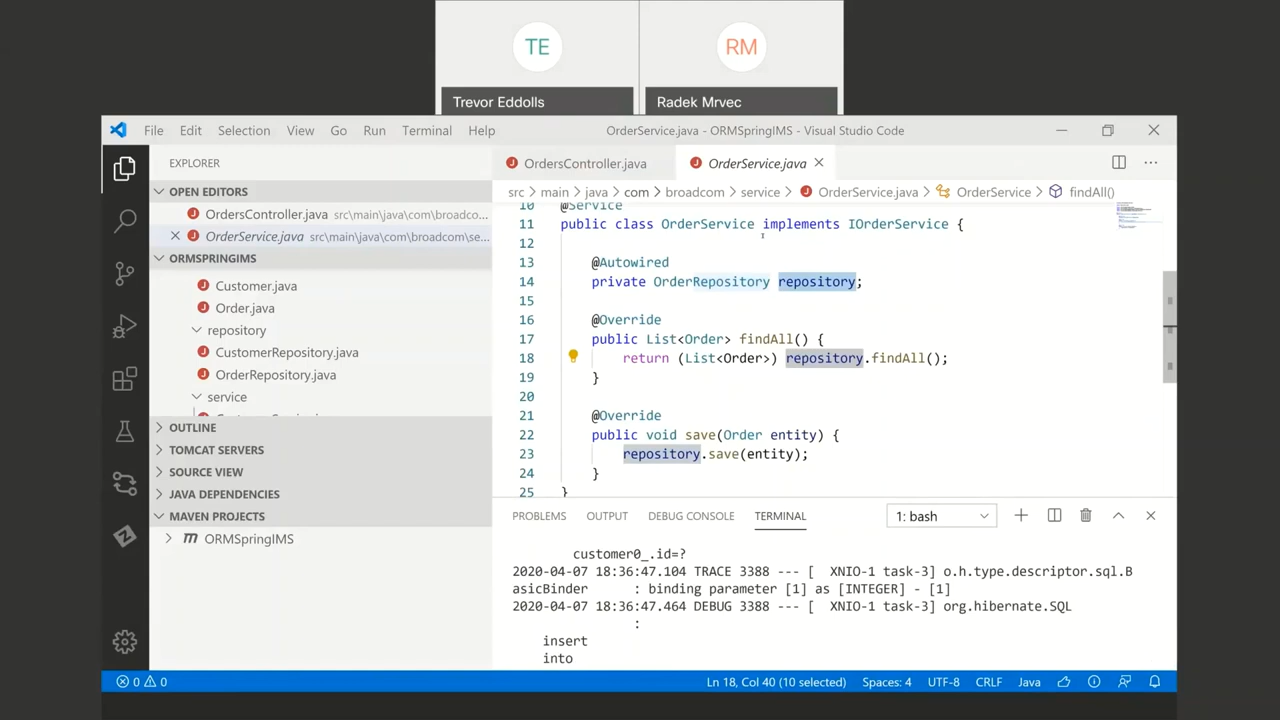 TE
RM
Trevor Eddolls
Radek Mrvec
File Edit Selection View Go Run Terminal Help
OrderService.java - ORMSpringIMS - Visual Studio Code
EXPLORER
OPEN EDITORS
OrdersController.java src\main\java\com\broadco...
OrderService.java src\main\java\com\broadcom\se...
ORMSPRINGIMS
Customer.java
Order.java
repository
CustomerRepository.java
OrderRepository.java
service
OUTLINE
TOMCAT SERVERS
SOURCE VIEW
JAVA DEPENDENCIES
MAVEN PROJECTS
ORMSpringIMS
OrdersController.java
OrderService.java
src > main > java > com > broadcom > service > OrderService.java > OrderService > findAll()
10 @Service
11 public class OrderService implements IOrderService {
12
13 @Autowired
14 private OrderRepository repository;
15
16 @Override
17 public List<Order> findAll() {
18 return (List<Order>) repository.findAll();
19 }
20
21 @Override
22 public void save(Order entity) {
23 repository.save(entity);
24 }
25 }
PROBLEMS OUTPUT DEBUG CONSOLE TERMINAL
1: bash
customer0_.id=?
2020-04-07 18:36:47.104 TRACE 3388 --- [ XNIO-1 task-3] o.h.type.descriptor.sql.B
asicBinder : binding parameter [1] as [INTEGER] - [1]
2020-04-07 18:36:47.464 DEBUG 3388 --- [ XNIO-1 task-3] org.hibernate.SQL
:
insert
into
0 0
Ln 18, Col 40 (10 selected) Spaces: 4 UTF-8 CRLF Java